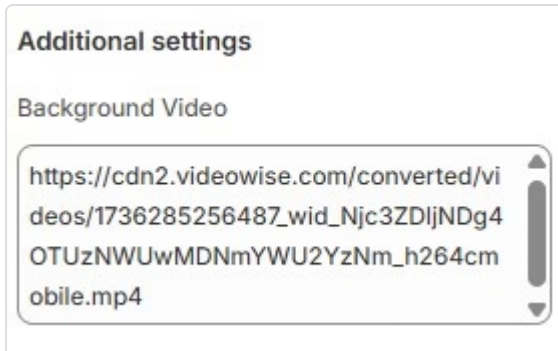 Additional settings
Background Video
https://cdn2.videowise.com/converted/vi
deos/1736285256487_wid_Njc3ZDljNDg4
OTUzNWUwMDNmYWU2YzNm_h264cm
obile.mp4